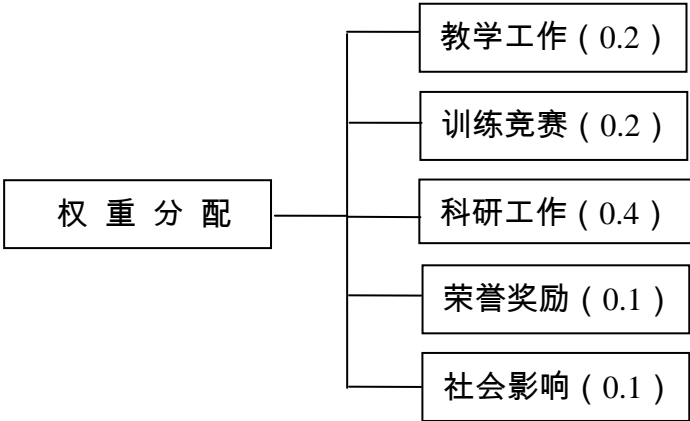 教学工作（0.2）
训练竞赛（0.2）
权重分配
科研工作（0.4）
荣誉奖励（0.1）
社会影响（0.1）